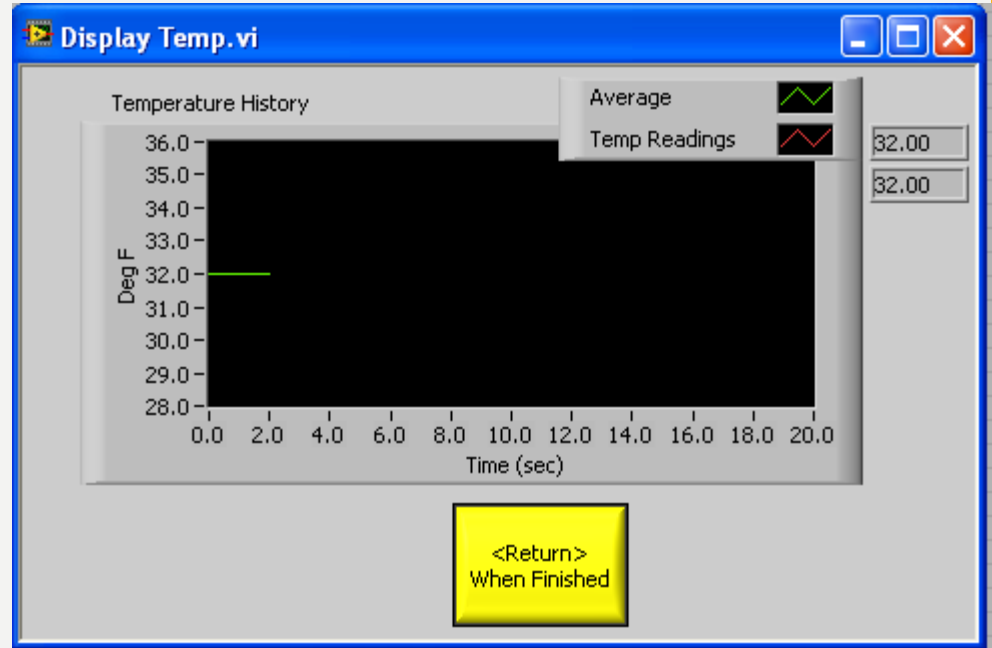 Display Temp.vi
Temperature History
Average
Temp Readings
32.00
32.00
36.0
35.0
34.0
33.0
32.0
31.0
30.0
29.0
28.0
Deg F
0.0 2.0 4.0 6.0 8.0 10.0 12.0 14.0 16.0 18.0 20.0
Time (sec)
<Return>
When Finished